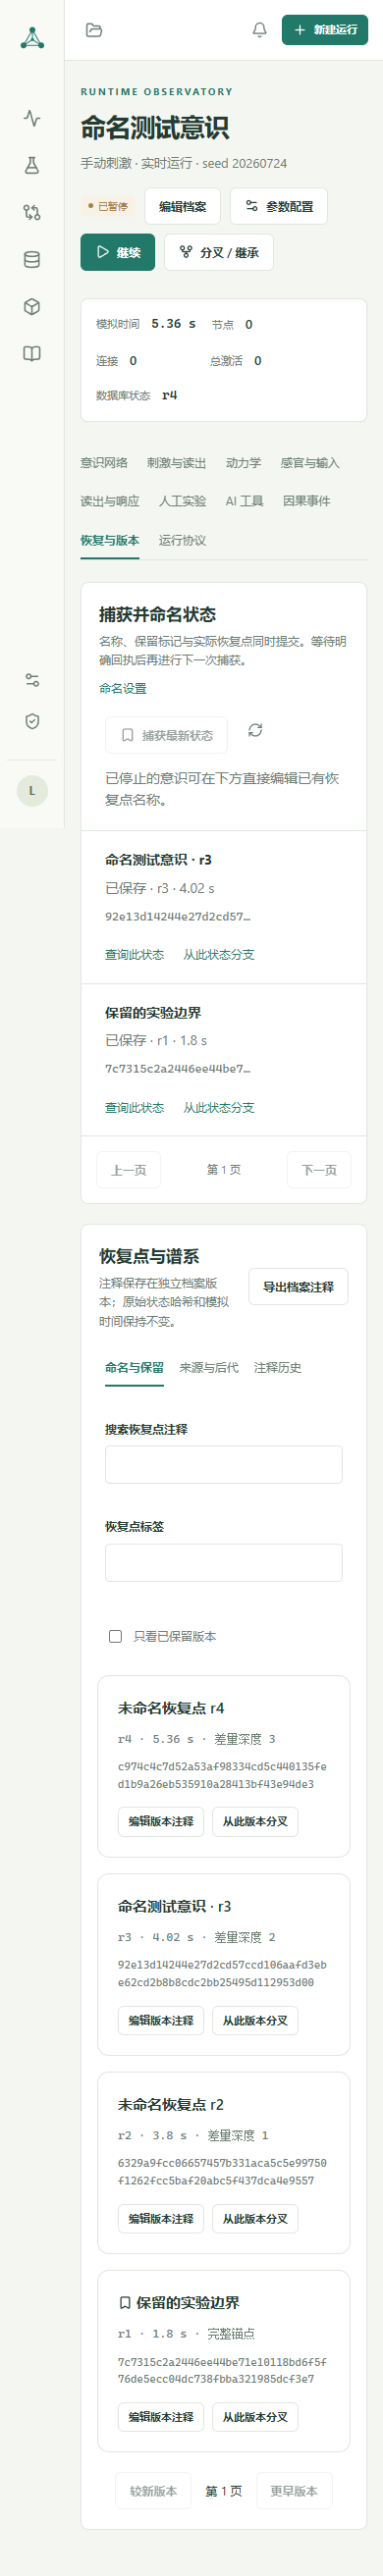 新建运行
RUNTIME OBSERVATORY
命名测试意识
手动刺激 · 实时运行 · seed 20260724
已暂停
编辑档案
参数配置
继续
分叉 / 继承
模拟时间 5.36 s 节点 0
连接 0 总激活 0
数据库状态 r4
意识网络 刺激与读出 动力学 感官与输入
读出与响应 人工实验 AI 工具 因果事件
恢复与版本 运行协议
捕获并命名状态
名称、保留标记与实际恢复点同时提交。等待明
确回执后再进行下一次捕获。
命名设置
捕获最新状态
已停止的意识可在下方直接编辑已有恢
复点名称。
L
命名测试意识 · r3
已保存 · r3 · 4.02 s
92e13d14244e27d2cd57…
查询此状态 从此状态分支
保留的实验边界
已保存 · r1 · 1.8 s
7c7315c2a2446ee44be7…
查询此状态 从此状态分支
上一页 第 1 页 下一页
恢复点与谱系
注释保存在独立档案版
本；原始状态哈希和模拟
时间保持不变。
导出档案注释
命名与保留 来源与后代 注释历史
搜索恢复点注释
恢复点标签
只看已保留版本
未命名恢复点 r4
r4 · 5.36 s · 差量深度 3
c974c4c7d52a53af98334cd5c440135fe
d1b9a26eb535910a28413bf43e94de3
编辑版本注释 从此版本分叉
命名测试意识 · r3
r3 · 4.02 s · 差量深度 2
92e13d14244e27d2cd57ccd106aafd3eb
e62cd2b8b8cdc2bb25495d112953d00
编辑版本注释 从此版本分叉
未命名恢复点 r2
r2 · 3.8 s · 差量深度 1
6329a9fcc06657457b331aca5c5e99750
f1262fcc5baf20abc5f437dca4e9557
编辑版本注释 从此版本分叉
保留的实验边界
r1 · 1.8 s · 完整锚点
7c7315c2a2446ee44be71e10118bd6f5f
76de5ecc04dc738fbba321985dcf3e7
编辑版本注释 从此版本分叉
较新版本 第 1 页 更早版本